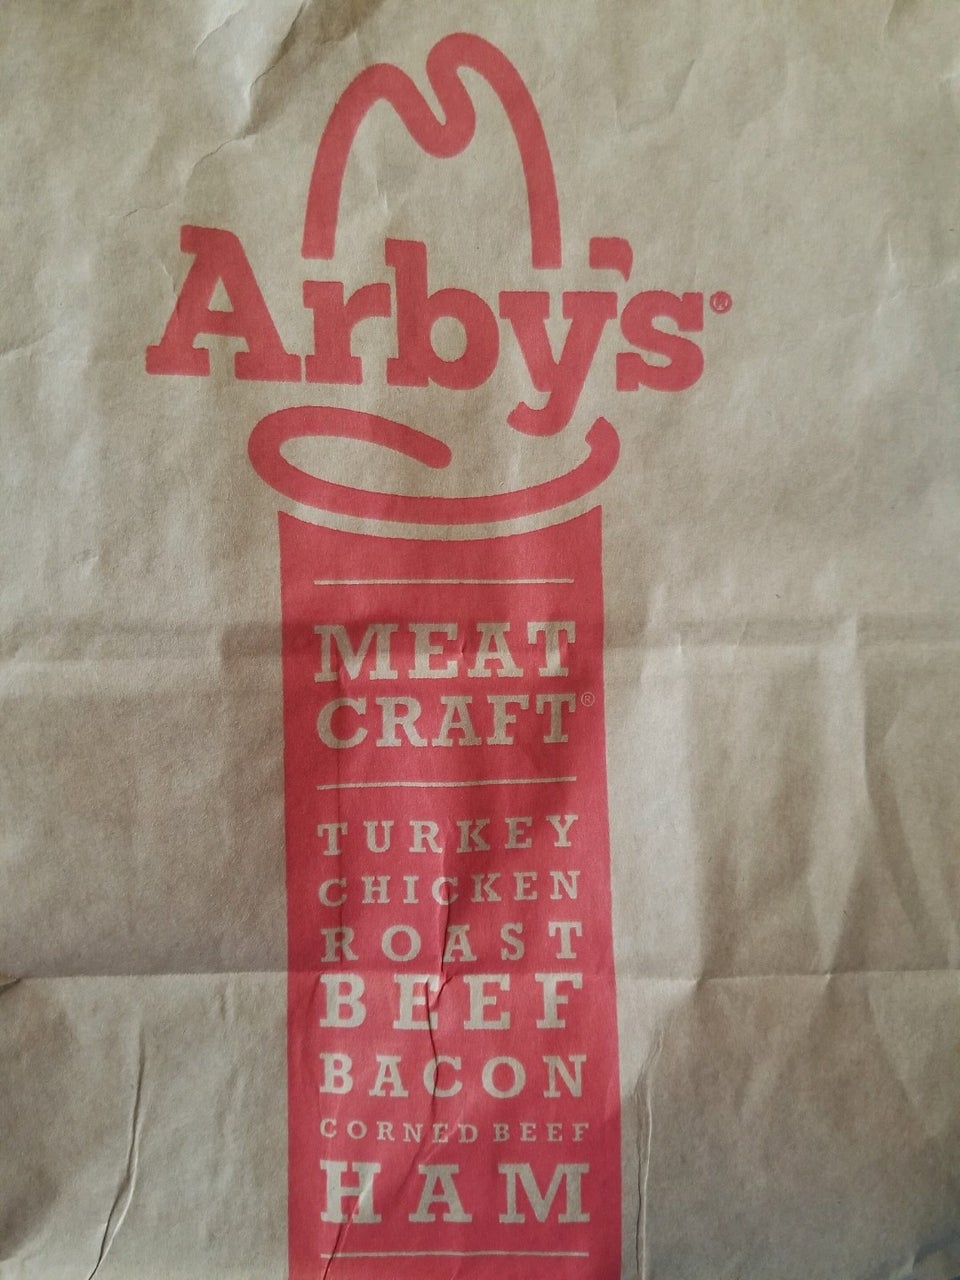 Arby's®
MEAT
CRAFT®
TURKEY
CHICKEN
ROAST
BEEF
BACON
CORNED BEEF
HAM